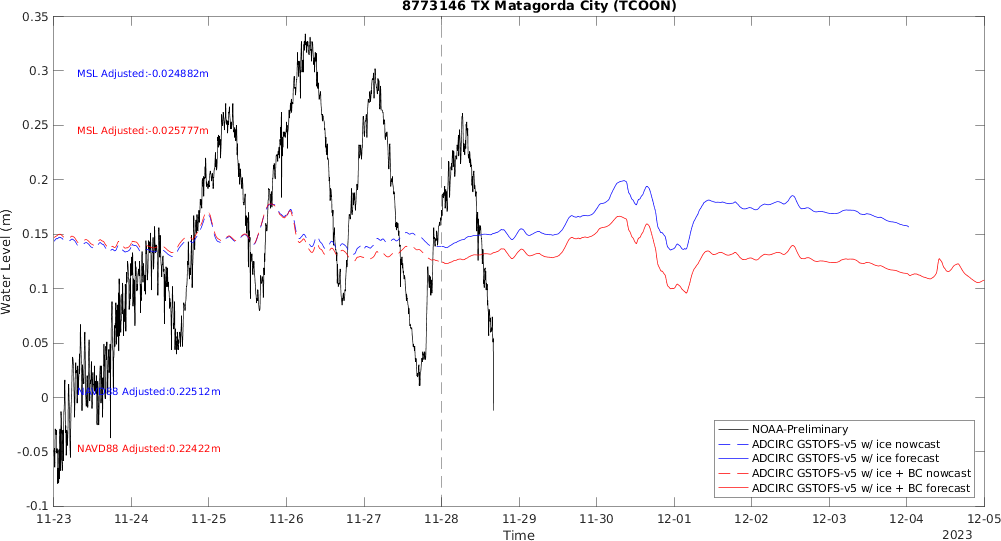 8773146 TX Matagorda City (TCOON)
0.35
0.3
0.25
0.2
0.15
0.1
0.05
0
-0.05
-0.1
Water Level (m)
MSL Adjusted:-0.024882m
MSL Adjusted:-0.025777m
NAVD88 Adjusted:0.22512m
NAVD88 Adjusted:0.22422m
NOAA-Preliminary
ADCIRC GSTOFS-v5 w/ ice nowcast
ADCIRC GSTOFS-v5 w/ ice forecast
ADCIRC GSTOFS-v5 w/ ice + BC nowcast
ADCIRC GSTOFS-v5 w/ ice + BC forecast
11-23 11-24 11-25 11-26 11-27 11-28 11-29 11-30 12-01 12-02 12-03 12-04 12-05
Time
2023